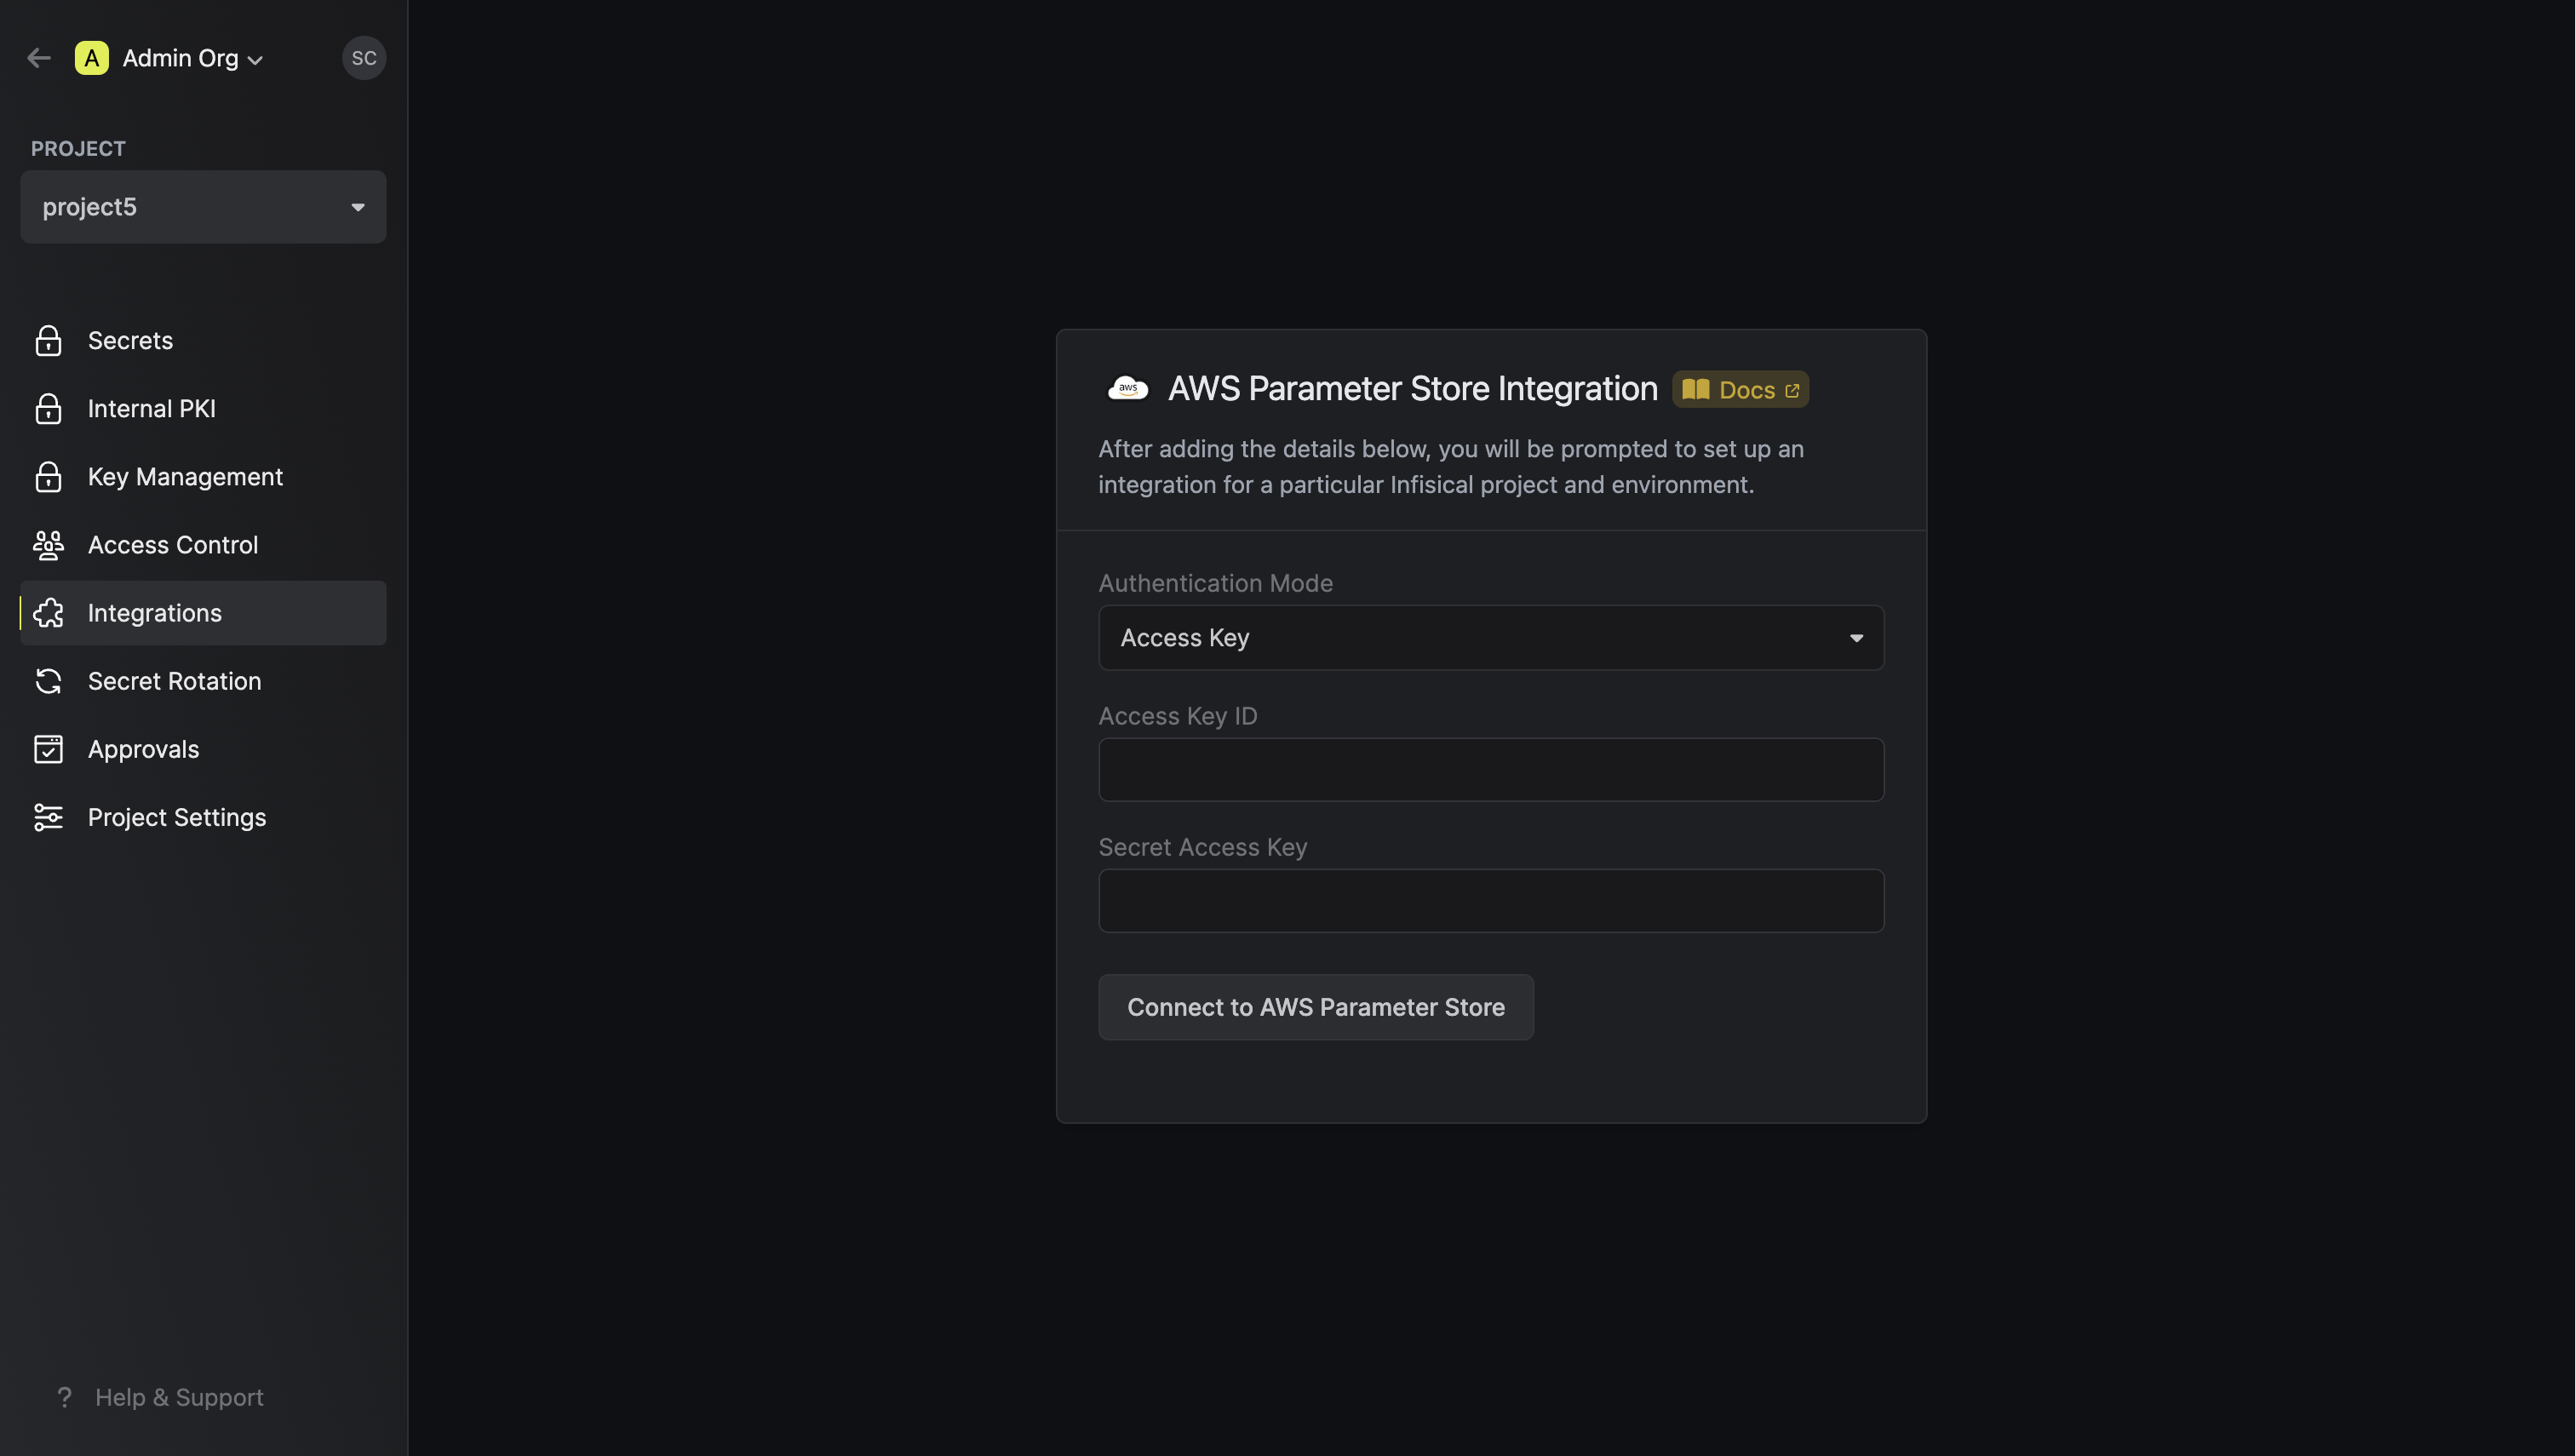 A Admin Org
SC
PROJECT
project5
Secrets
Internal PKI
Key Management
Access Control
Integrations
Secret Rotation
Approvals
Project Settings
? Help & Support
aws
AWS Parameter Store Integration
Docs
After adding the details below, you will be prompted to set up an
integration for a particular Infisical project and environment.
Authentication Mode
Access Key
Access Key ID
Secret Access Key
Connect to AWS Parameter Store